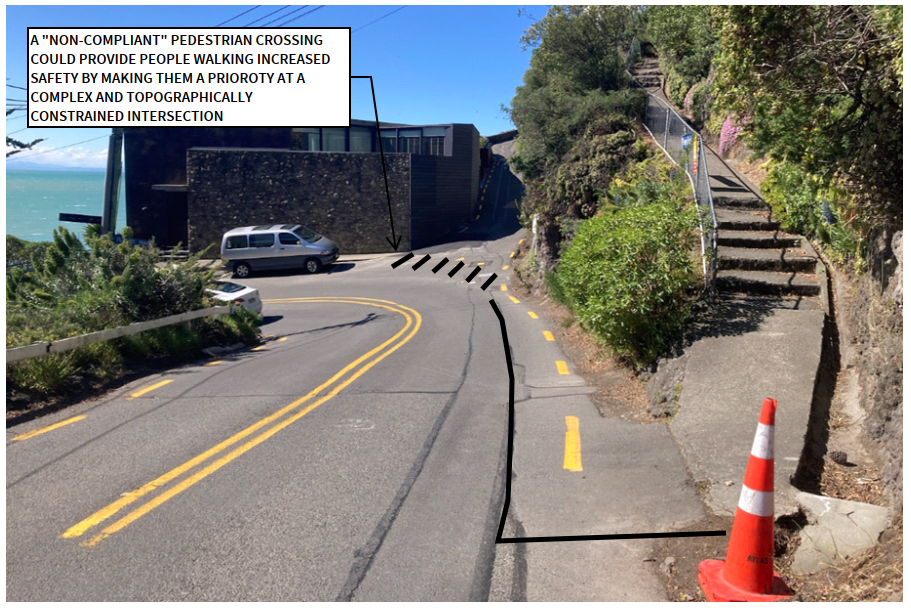 A "NON-COMPLIANT" PEDESTRIAN CROSSING
COULD PROVIDE PEOPLE WALKING INCREASED
SAFETY BY MAKING THEM A PRIOROTY AT A
COMPLEX AND TOPOGRAPHICALLY
CONSTRAINED INTERSECTION
ATLAS